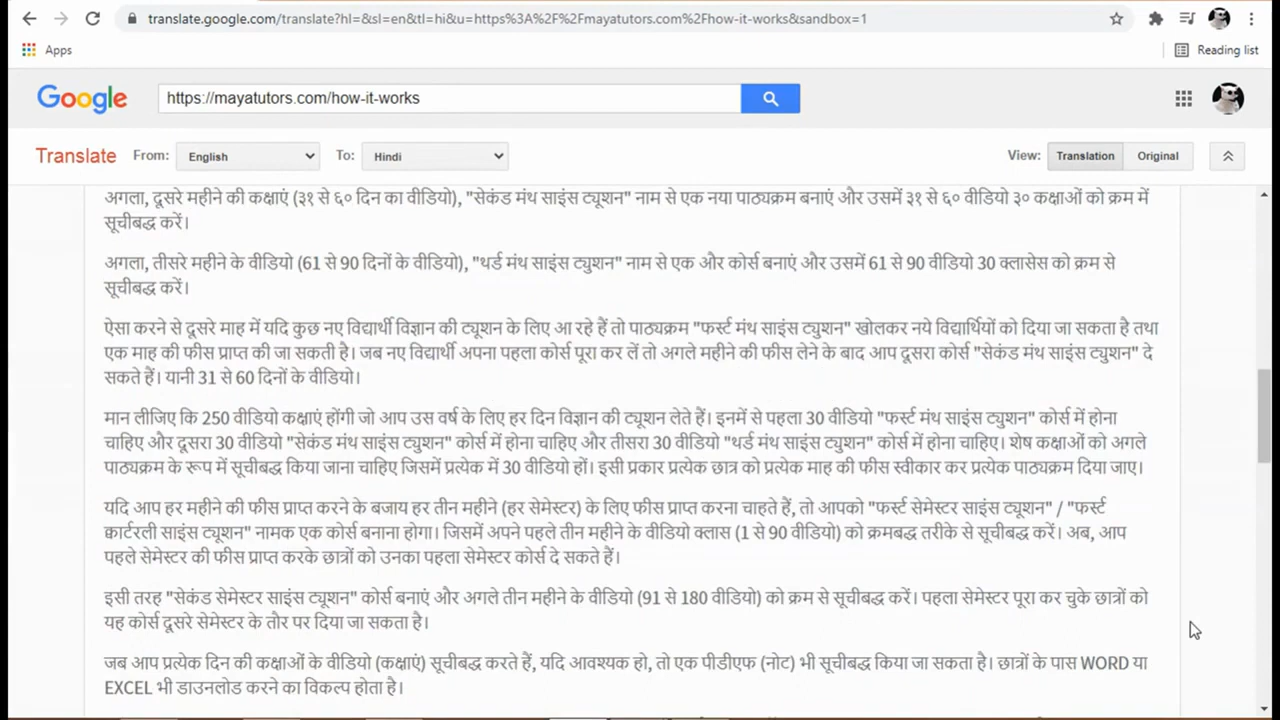 translate.google.com/translate?hl=&sl=en&tl=hi&u=https%3A%2F%2Fmayatutors.com%2Fhow-it-works&sandbox=1
Apps
Reading list
Google
https://mayatutors.com/how-it-works
Translate
From:
English
To:
Hindi
View:
Translation
Original
अगला, दूसरे महीने की कक्षाएं (३१ से ६० दिन का वीडियो), "सेकंड मंथ साइंस ट्यूशन" नाम से एक नया पाठ्यक्रम बनाएं और उसमें ३१ से ६० वीडियो ३० कक्षाओं को क्रम में
सूचीबद्ध करें।
अगला, तीसरे महीने के वीडियो (61 से 90 दिनों के वीडियो), "थर्ड मंथ साइंस ट्युशन" नाम से एक और कोर्स बनाएं और उसमें 61 से 90 वीडियो 30 क्लासेस को क्रम से
सूचीबद्ध करें।
ऐसा करने से दूसरे माह में यदि कुछ नए विद्यार्थी विज्ञान की ट्यूशन के लिए आ रहे हैं तो पाठ्यक्रम "फर्स्ट मंथ साइंस ट्युशन" खोलकर नये विद्यार्थियों को दिया जा सकता है तथा
एक माह की फीस प्राप्त की जा सकती है। जब नए विद्यार्थी अपना पहला कोर्स पूरा कर लें तो अगले महीने की फीस लेने के बाद आप दूसरा कोर्स "सेकंड मंथ साइंस ट्युशन" दे
सकते हैं। यानी 31 से 60 दिनों के वीडियो।
मान लीजिए कि 250 वीडियो कक्षाएं होंगी जो आप उस वर्ष के लिए हर दिन विज्ञान की ट्यूशन लेते हैं। इनमें से पहला 30 वीडियो "फर्स्ट मंथ साइंस ट्युशन" कोर्स में होना
चाहिए और दूसरा 30 वीडियो "सेकंड मंथ साइंस ट्युशन" कोर्स में होना चाहिए और तीसरा 30 वीडियो "थर्ड मंथ साइंस ट्युशन" कोर्स में होना चाहिए। शेष कक्षाओं को अगले
पाठ्यक्रम के रूप में सूचीबद्ध किया जाना चाहिए जिसमें प्रत्येक में 30 वीडियो हों। इसी प्रकार प्रत्येक छात्र को प्रत्येक माह की फीस स्वीकार कर प्रत्येक पाठ्यक्रम दिया जाए।
यदि आप हर महीने की फीस प्राप्त करने के बजाय हर तीन महीने (हर सेमेस्टर) के लिए फीस प्राप्त करना चाहते हैं, तो आपको "फर्स्ट सेमेस्टर साइंस ट्यूशन" / "फर्स्ट
क्वार्टरली साइंस ट्यूशन" नामक एक कोर्स बनाना होगा। जिसमें अपने पहले तीन महीने के वीडियो क्लास (1 से 90 वीडियो) को क्रमबद्ध तरीके से सूचीबद्ध करें। अब, आप
पहले सेमेस्टर की फीस प्राप्त करके छात्रों को उनका पहला सेमेस्टर कोर्स दे सकते हैं।
इसी तरह "सेकंड सेमेस्टर साइंस ट्यूशन" कोर्स बनाएं और अगले तीन महीने के वीडियो (91 से 180 वीडियो) को क्रम से सूचीबद्ध करें। पहला सेमेस्टर पूरा कर चुके छात्रों को
यह कोर्स दूसरे सेमेस्टर के तौर पर दिया जा सकता है।
जब आप प्रत्येक दिन की कक्षाओं के वीडियो (कक्षाएं) सूचीबद्ध करते हैं, यदि आवश्यक हो, तो एक पीडीएफ (नोट) भी सूचीबद्ध किया जा सकता है। छात्रों के पास WORD या
EXCEL भी डाउनलोड करने का विकल्प होता है।